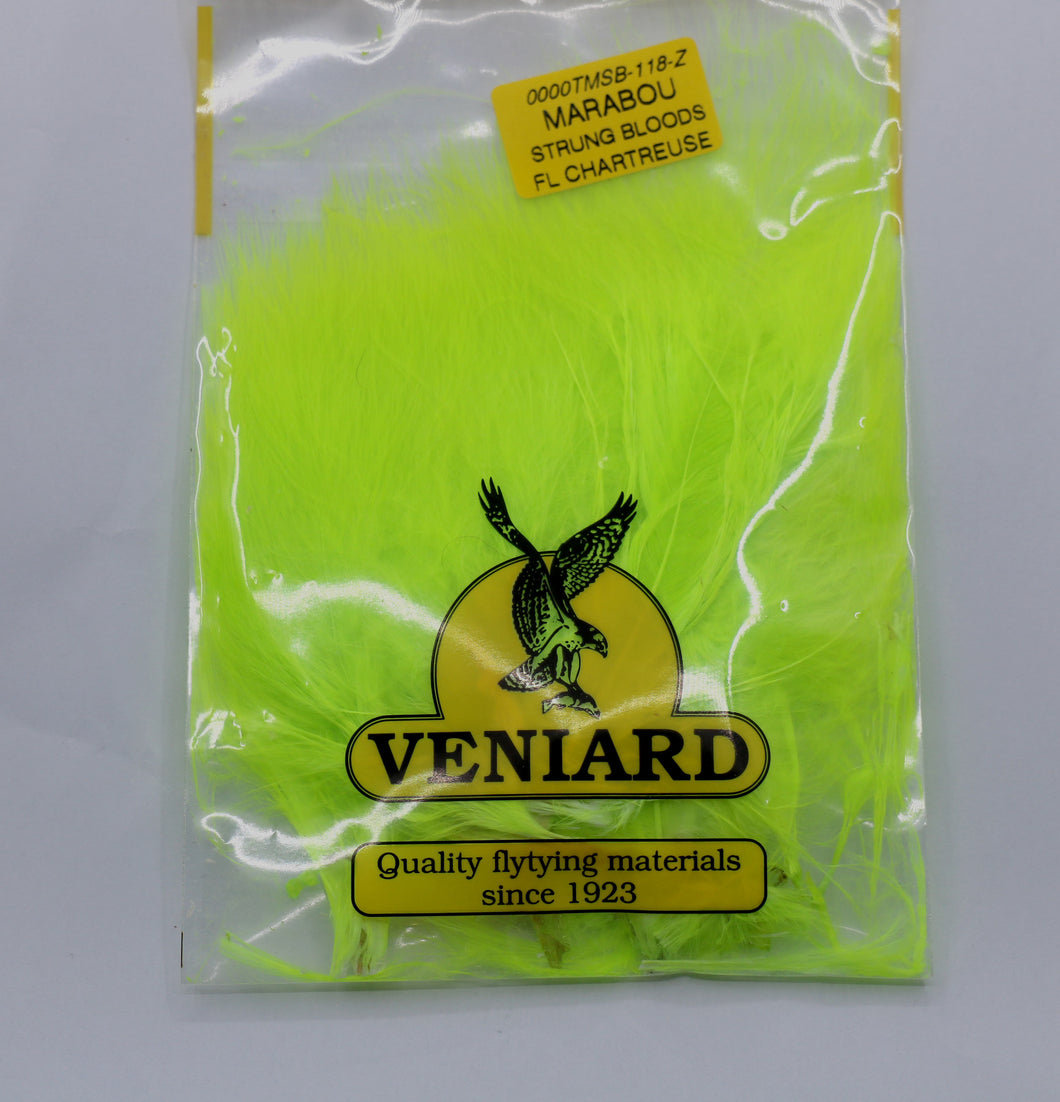 0000TMSB-118-Z
MARABOU
STRUNG BLOODS
FL CHARTREUSE
VENIARD
Quality flytying materials
since 1923